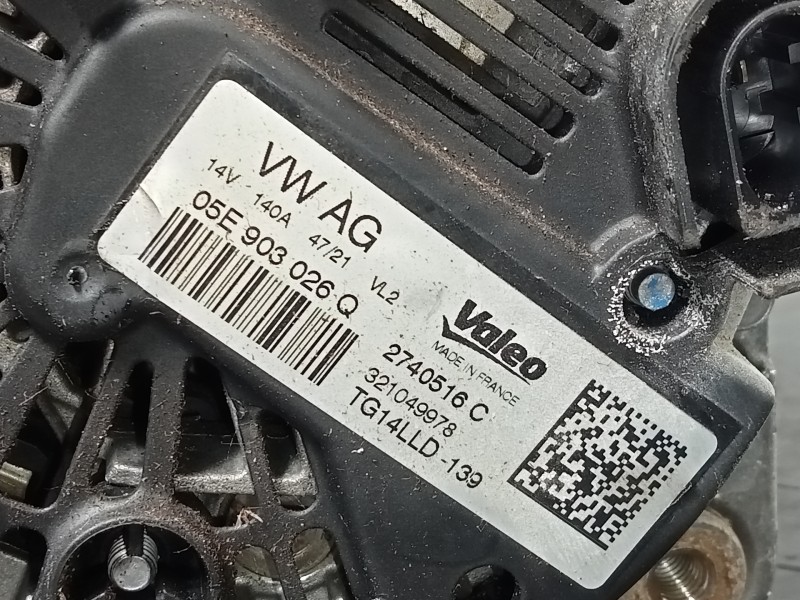 VW AG
14V 140A 47/21 VL2
05E 903 026 Q
Valeo
MADE IN FRANCE
2740516 C
321049978
TG14LLD -139